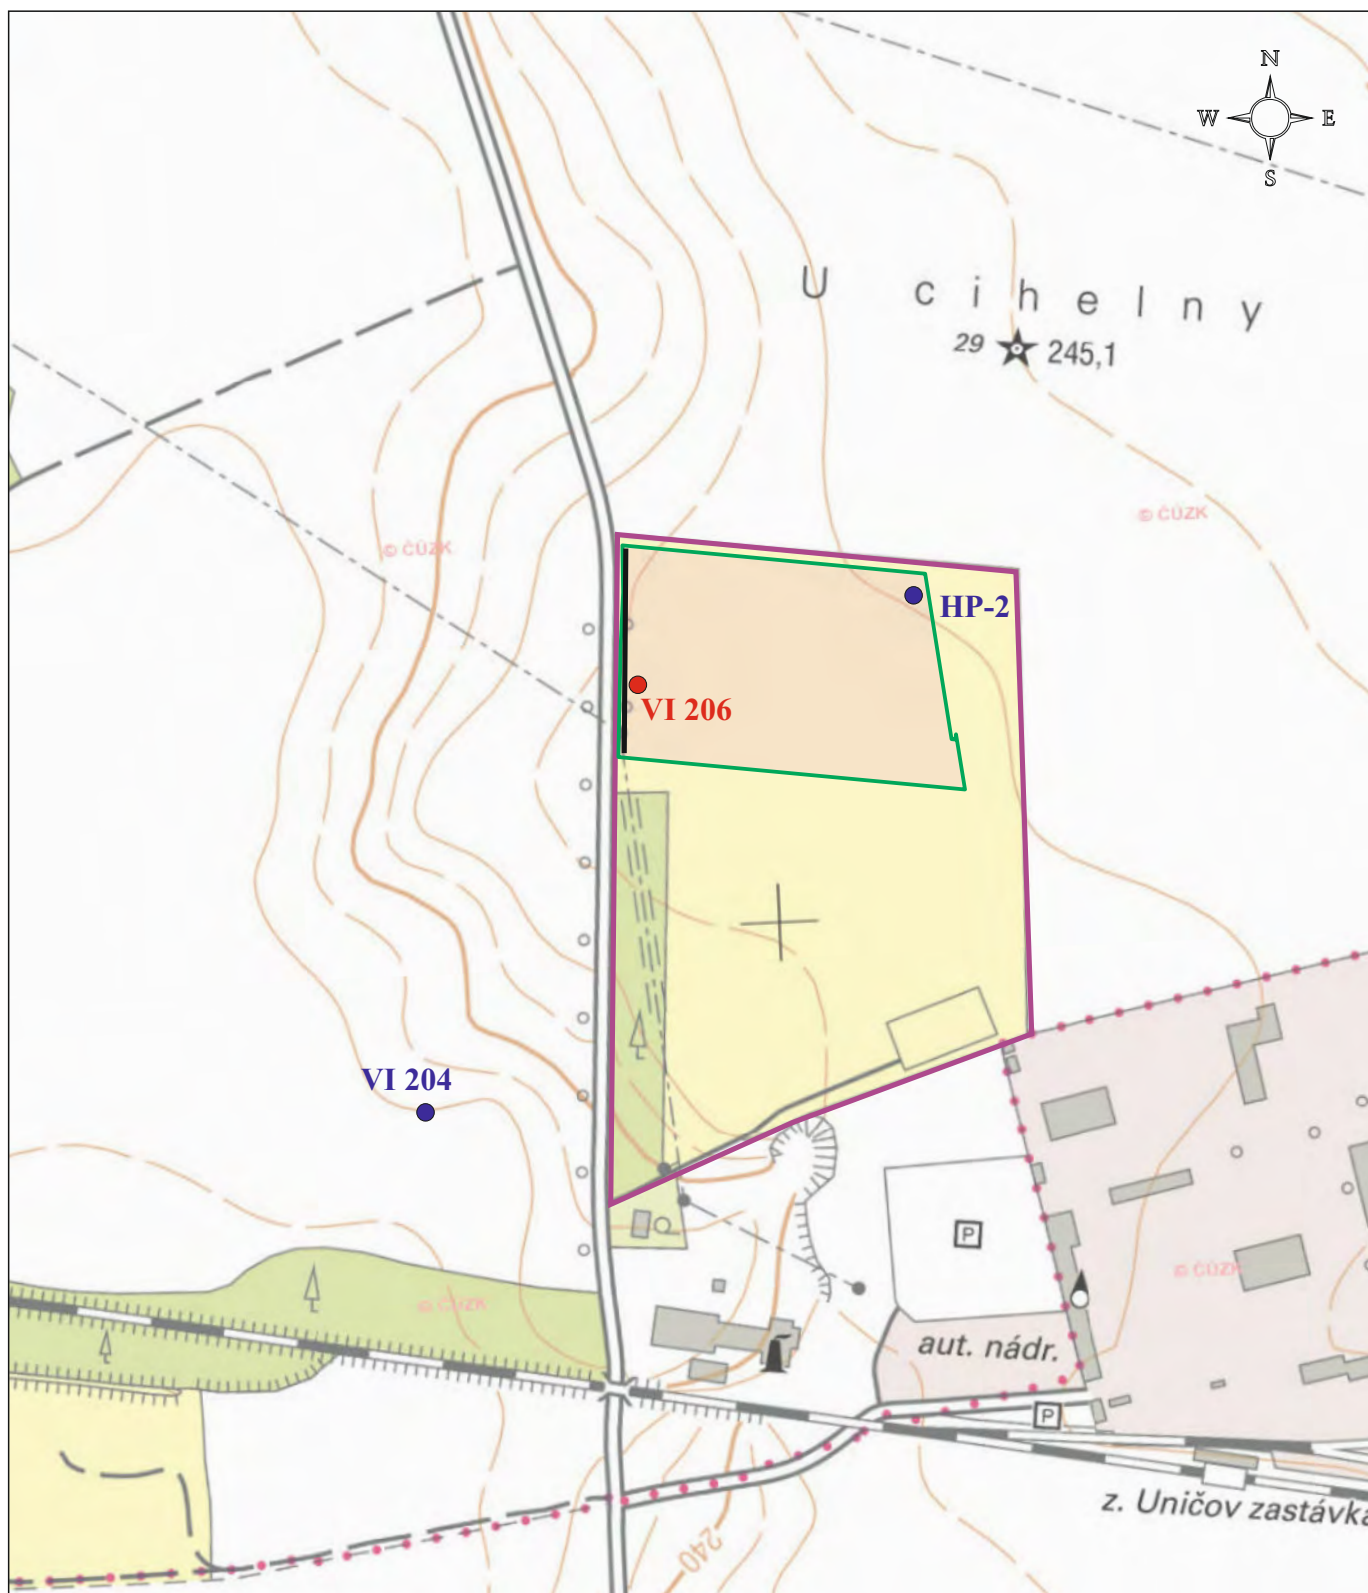 N
W E
S
U cihelny
29 245,1
© ČÚZK
© ČÚZK
HP-2
VI 206
VI 204
P
© ČÚZK
© ČÚZK
aut. nádr.
P
z. Uničov zastávka
240